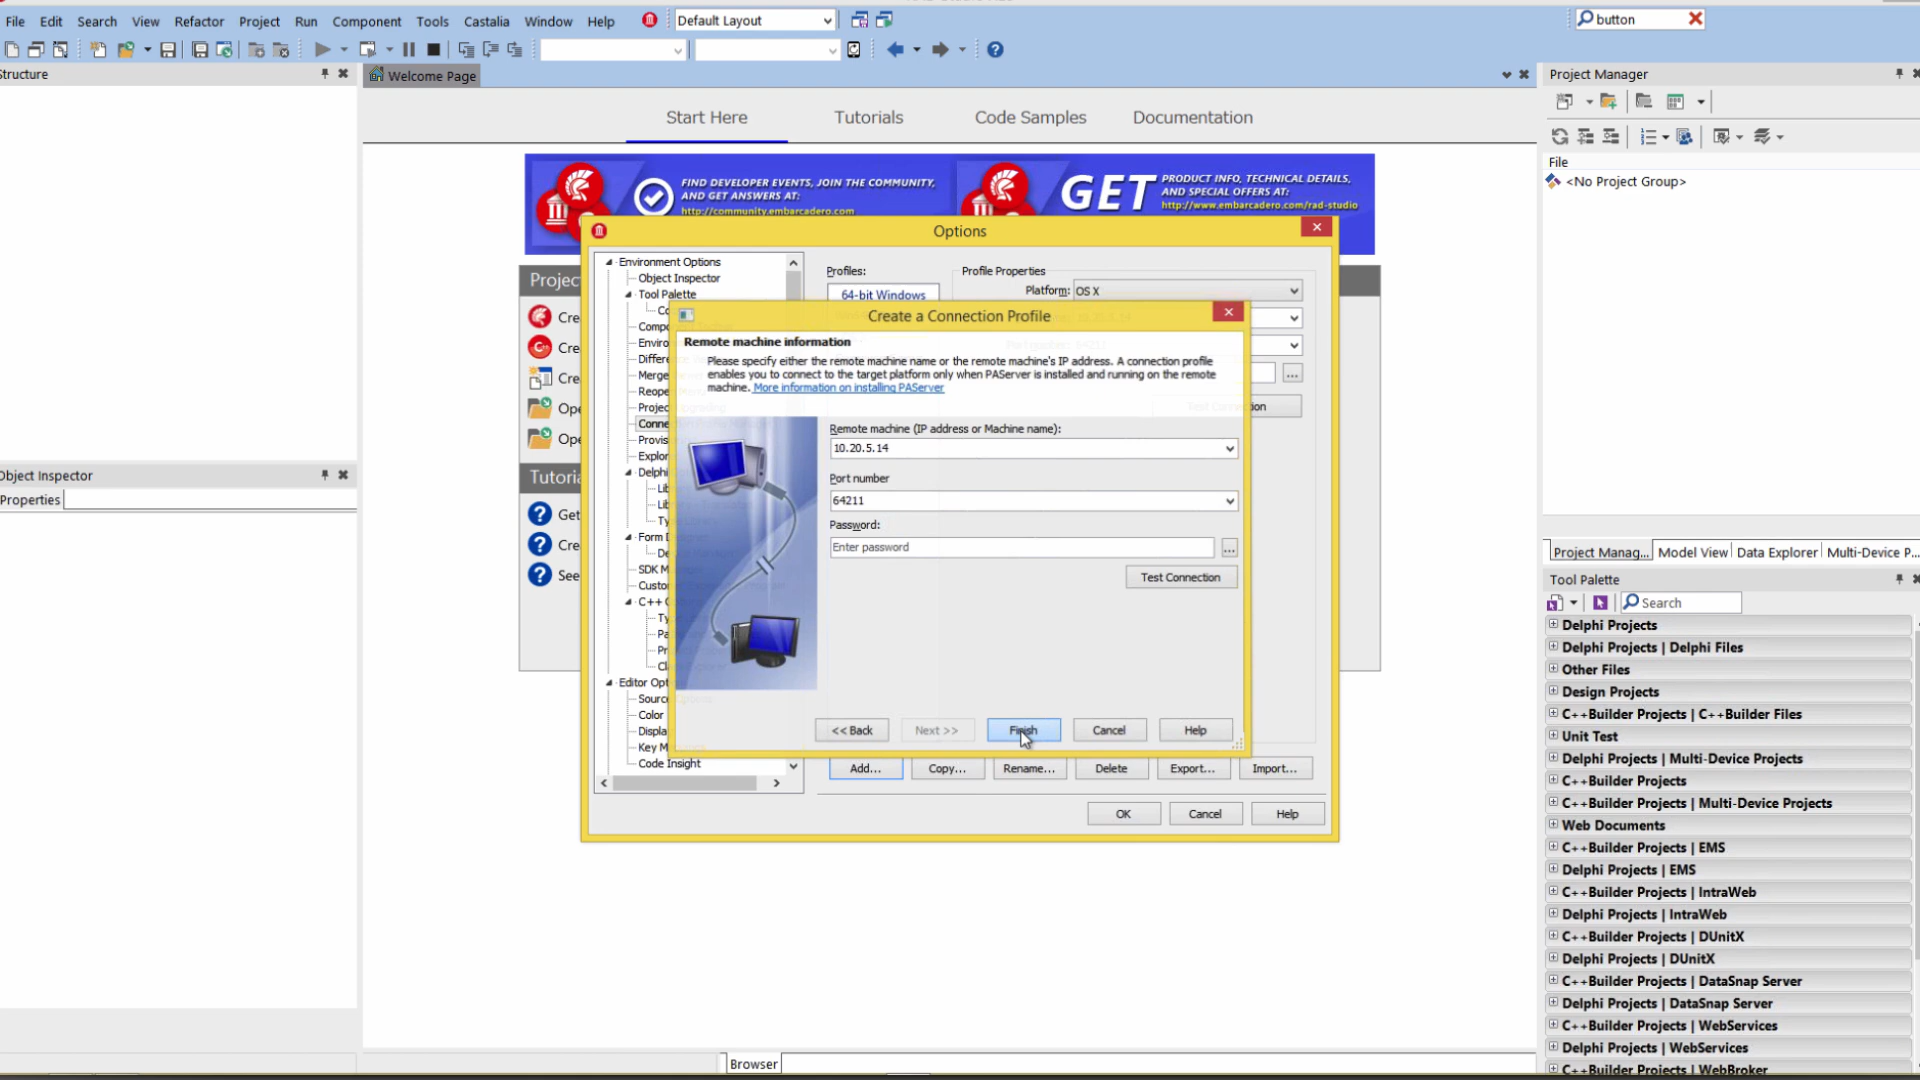 File Edit Search View Refactor Project Run Component Tools Castalia Window Help
Default Layout
button
Structure
Welcome Page
Project Manager
Start Here Tutorials Code Samples Documentation
File
<No Project Group>
FIND DEVELOPER EVENTS, JOIN THE COMMUNITY,
AND GET ANSWERS AT:
http://community.embarcadero.com
GET
PRODUCT INFO, TECHNICAL DETAILS,
AND SPECIAL OFFERS AT:
http://www.embarcadero.com/rad-studio
Options
Environment Options
Object Inspector
Tool Palette
Profiles:
64-bit Windows
Profile Properties
Platform: OS X
Create a Connection Profile
Remote machine information
Please specify either the remote machine name or the remote machine's IP address. A connection profile
enables you to connect to the target platform only when PAServer is installed and running on the remote
machine. More information on installing PAServer
Remote machine (IP address or Machine name):
10.20.5.14
Port number
64211
Password:
Enter password
...
Test Connection
<< Back Next >> Finish Cancel Help
Code Insight
Add... Copy... Rename... Delete Export... Import...
OK Cancel Help
Object Inspector
Properties
Browser
Project Manag... Model View Data Explorer Multi-Device P...
Tool Palette
Search
Delphi Projects
Delphi Projects | Delphi Files
Other Files
Design Projects
C++Builder Projects | C++Builder Files
Unit Test
Delphi Projects | Multi-Device Projects
C++Builder Projects
C++Builder Projects | Multi-Device Projects
Web Documents
C++Builder Projects | EMS
Delphi Projects | EMS
C++Builder Projects | IntraWeb
Delphi Projects | IntraWeb
C++Builder Projects | DUnitX
Delphi Projects | DUnitX
C++Builder Projects | DataSnap Server
Delphi Projects | DataSnap Server
C++Builder Projects | WebServices
Delphi Projects | WebServices
C++Builder Projects | WebBroker